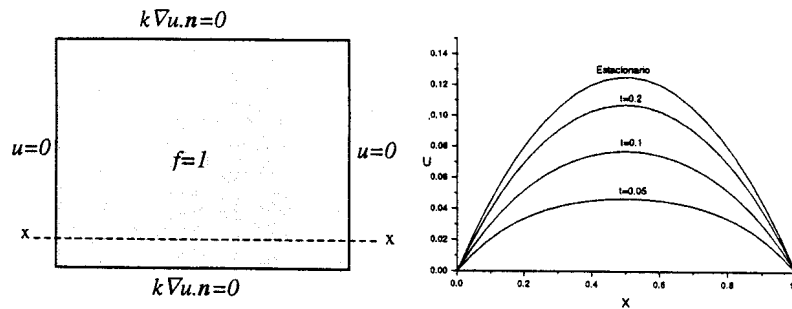 k∇u.n=0
u=0
f=1
u=0
x
x
k∇u.n=0
0.14
0.12
0.10
0.08
0.06
0.04
0.02
0.00
U
Estacionario
t=0.2
t=0.1
t=0.05
0.0
0.2
0.4
0.6
0.8
1
X